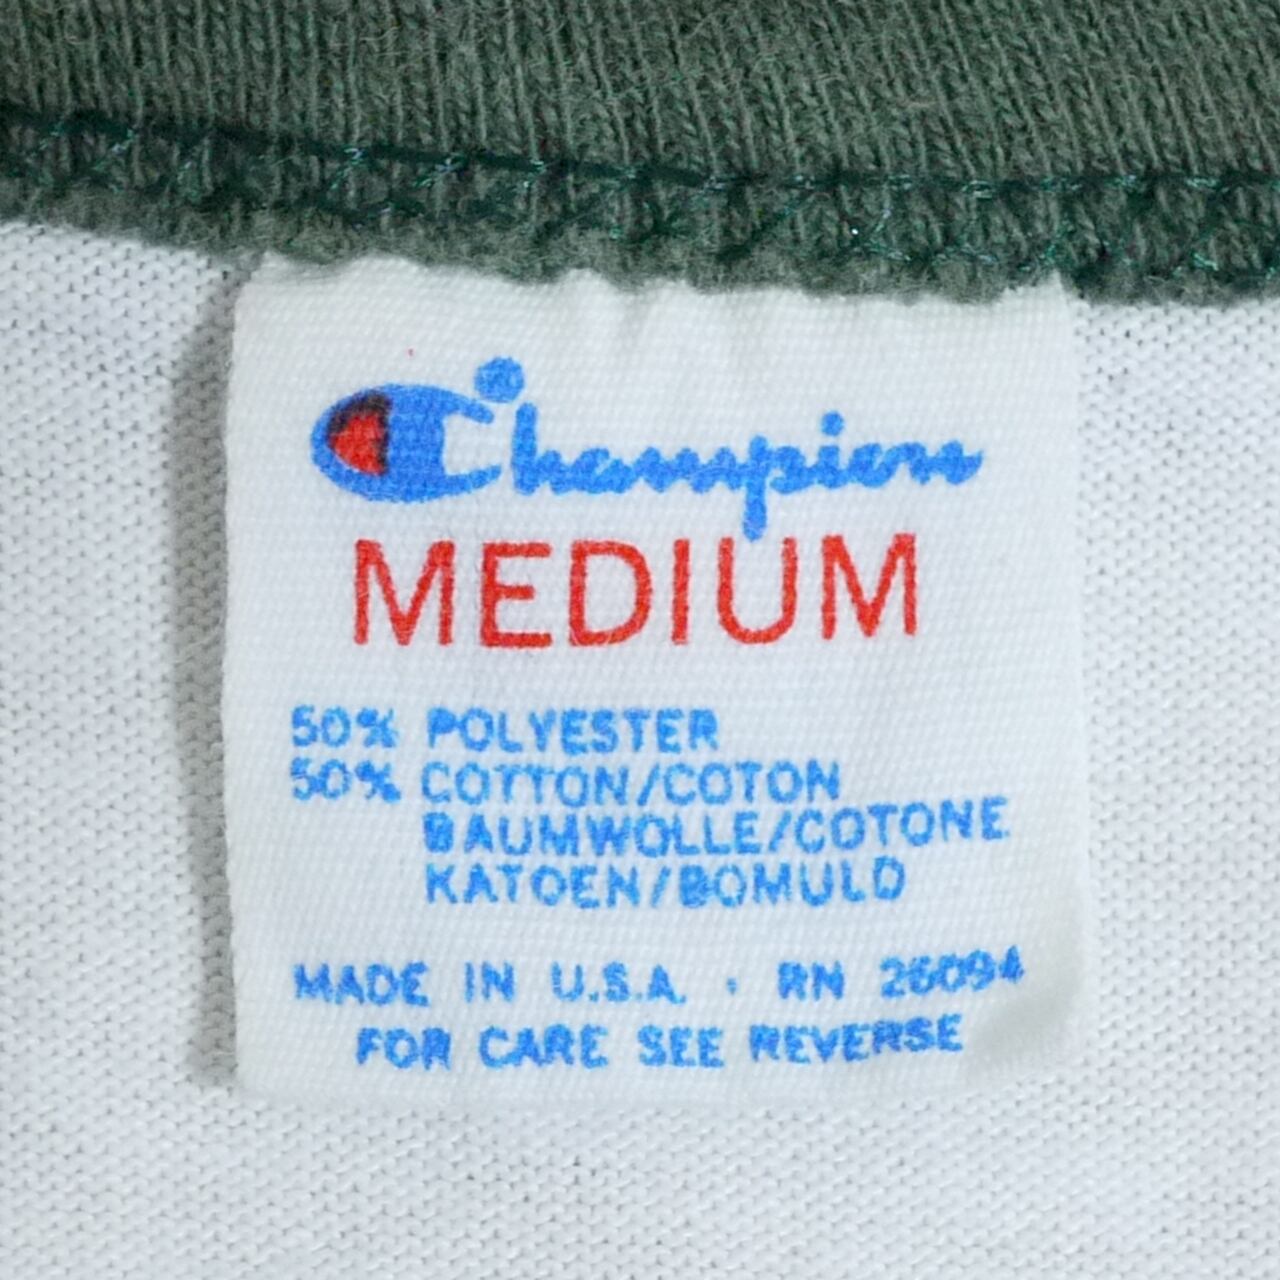 Champion
MEDIUM
50% POLYESTER
50% COTTON/COTON
BAUMWOLLE/COTONE
KATOEN/BOMULD
MADE IN U.S.A. · RN 26094
FOR CARE SEE REVERSE